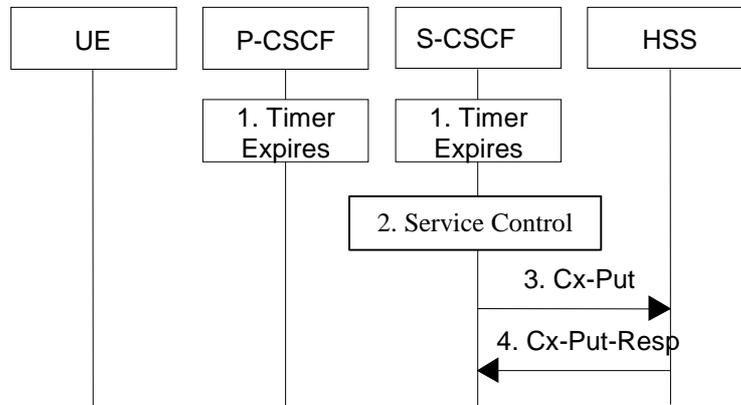 UE
P-CSCF
S-CSCF
HSS
1. Timer
Expires
1. Timer
Expires
2. Service Control
3. Cx-Put
4. Cx-Put-Resp